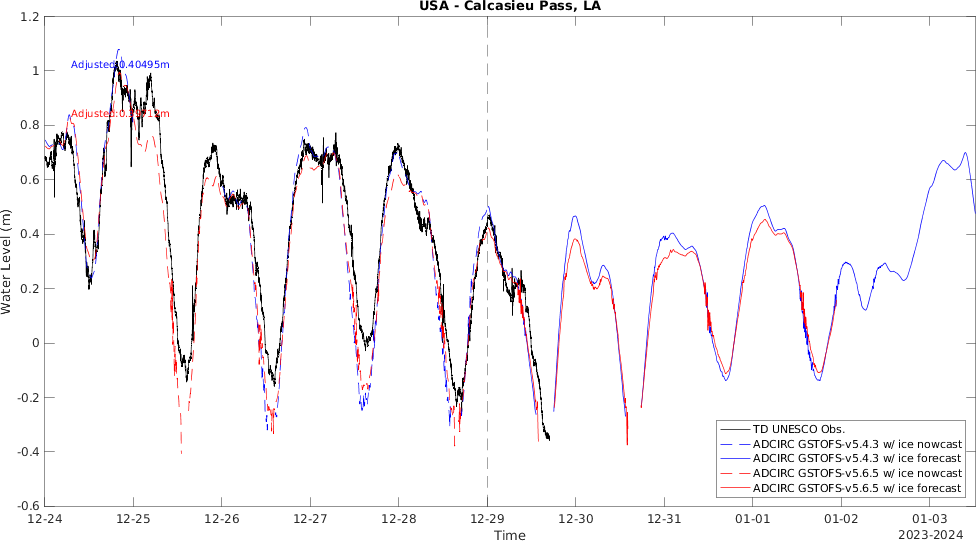 USA - Calcasieu Pass, LA
1.2
1
0.8
0.6
0.4
0.2
0
-0.2
-0.4
-0.6
Water Level (m)
Adjusted:0.40495m
Adjusted:
12-24 12-25 12-26 12-27 12-28 12-29 12-30 12-31 01-01 01-02 01-03
Time
2023-2024
TD UNESCO Obs.
ADCIRC GSTOFS-v5.4.3 w/ ice nowcast
ADCIRC GSTOFS-v5.4.3 w/ ice forecast
ADCIRC GSTOFS-v5.6.5 w/ ice nowcast
ADCIRC GSTOFS-v5.6.5 w/ ice forecast